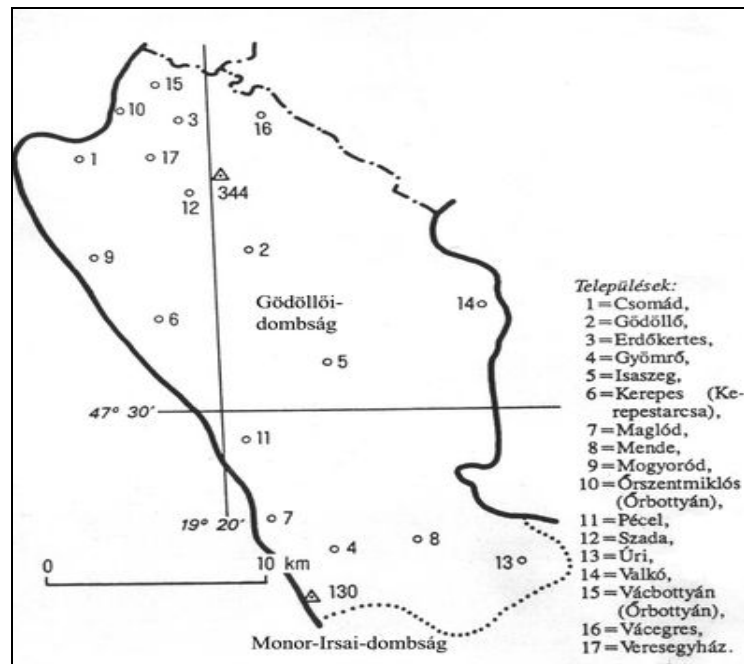 15
10
3
16
1
17
344
12
2
9
Gödöllői-
dombság
14
6
5
47° 30′
11
19° 20′
7
4
8
13
0
10 km
130
Monor-Irsai-dombság
Települések:
1=Csomád,
2=Gödöllő,
3=Erdőkertes,
4=Gyömrő,
5=Isaszeg,
6=Kerepes (Ke-
repestarcsa),
7=Maglód,
8=Mende,
9=Mogyoród,
10=Őrszentmiklós
(Őrbottyán),
11=Pécel,
12=Szada,
13=Úri,
14=Valkó,
15=Vácbottyán
(Őrbottyán),
16=Vácegres,
17=Veresegyház.